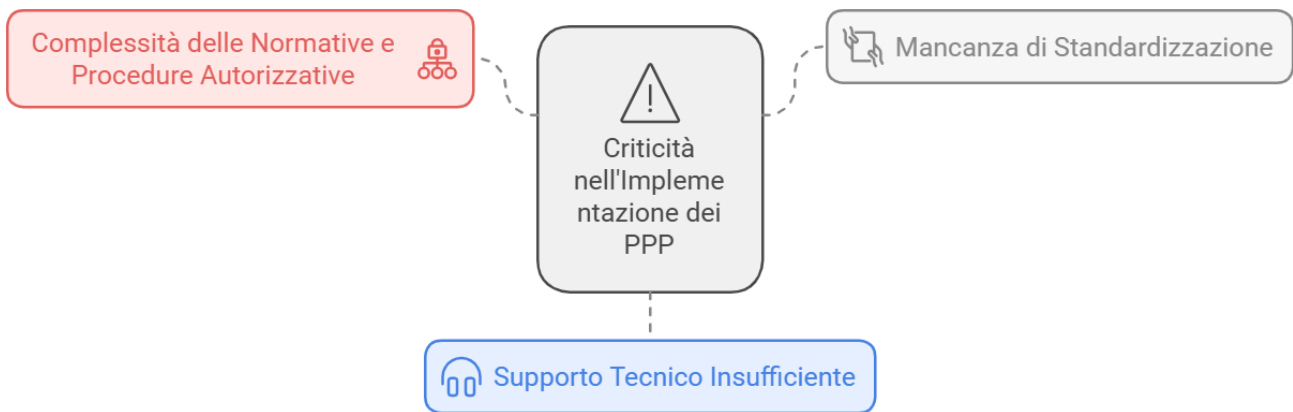 Complessità delle Normative e
Procedure Autorizzative
Mancanza di Standardizzazione
Criticità
nell'Impleme
ntazione dei
PPP
Supporto Tecnico Insufficiente